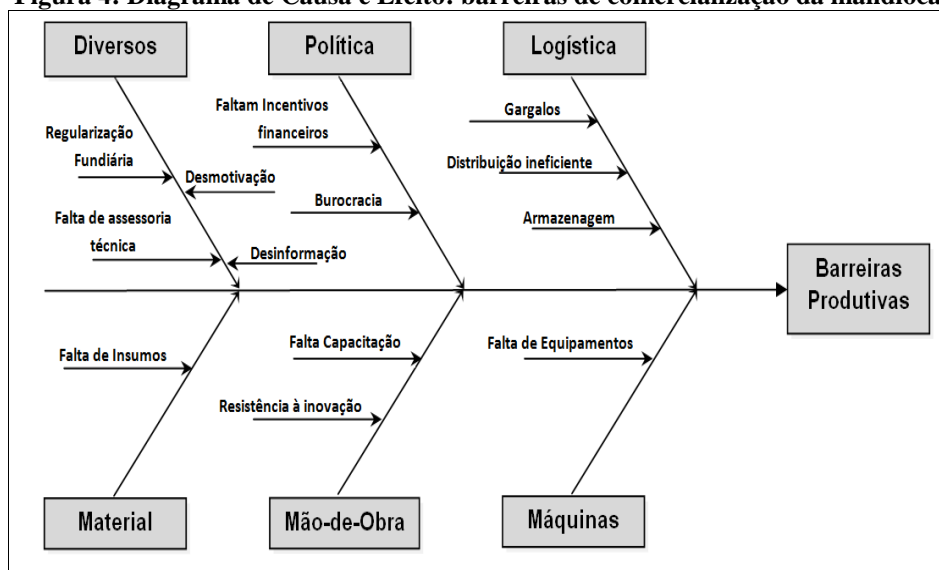 Figura 4: Diagrama de Causa e Efeito: barreiras de comercialização da mandioca
Diversos
Política
Logística
Regularização
Fundiária
Desmotivação
Falta de assessoria
técnica
Desinformação
Faltam Incentivos
financeiros
Burocracia
Gargalos
Distribuição ineficiente
Armazenagem
Barreiras
Produtivas
Falta de Insumos
Falta Capacitação
Resistência à inovação
Falta de Equipamentos
Material
Mão-de-Obra
Máquinas